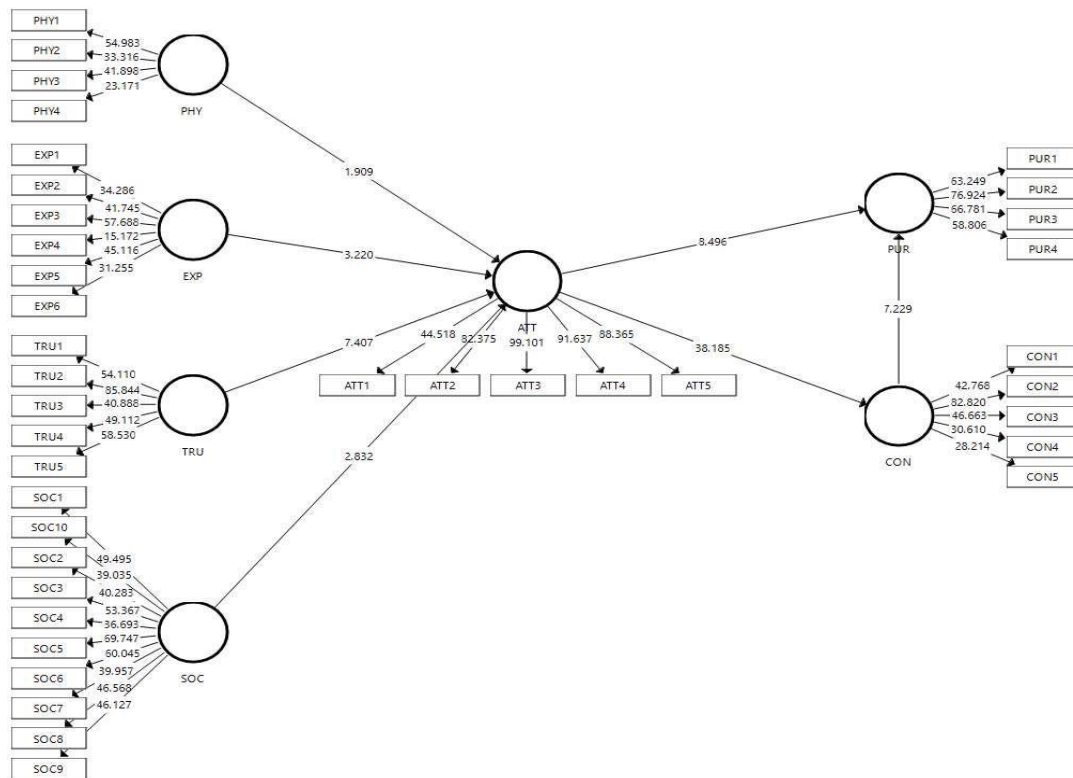 PHY1
PHY2
PHY3
PHY4
54.983
33.316
41.898
23.171
PHY
EXP1
EXP2
EXP3
EXP4
EXP5
EXP6
34.286
41.745
57.688
15.172
45.116
31.255
EXP
TRU1
TRU2
TRU3
TRU4
TRU5
54.110
85.844
40.888
49.112
58.530
TRU
SOC1
SOC10
SOC2
SOC3
SOC4
SOC5
SOC6
SOC7
SOC8
SOC9
49.495
39.035
40.283
53.367
36.693
69.747
60.045
39.957
46.568
46.127
SOC
1.909
3.220
7.407
2.832
ATT
44.518
82.375
99.101
91.637
88.365
ATT1
ATT2
ATT3
ATT4
ATT5
8.496
38.185
7.229
PUR
63.249
76.924
66.781
58.806
PUR1
PUR2
PUR3
PUR4
CON
42.768
82.820
46.663
30.610
28.214
CON1
CON2
CON3
CON4
CON5